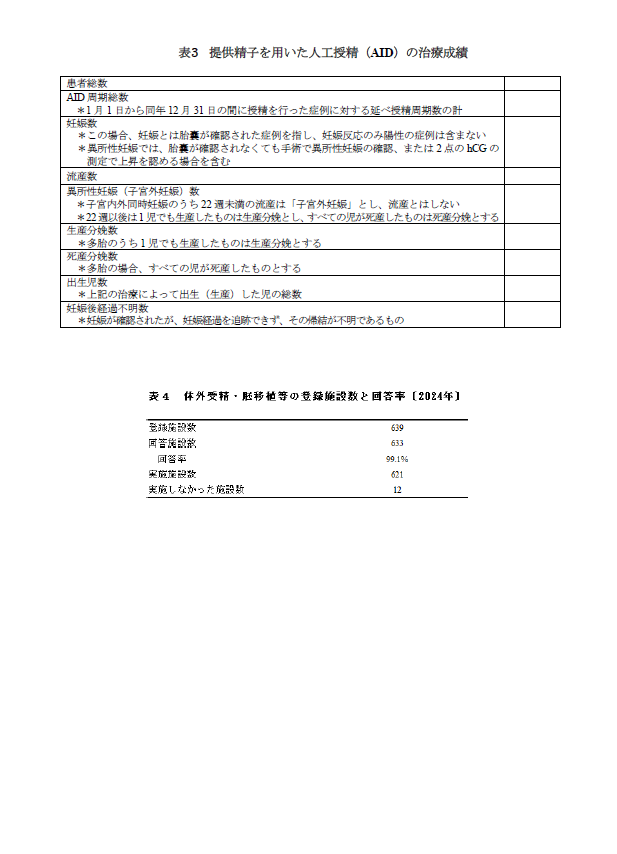 表3　提供精子を用いた人工授精（AID）の治療成績
患者総数
AID 周期総数
＊1 月 1 日から同年 12 月 31 日の間に授精を行った症例に対する延べ授精周期数の計
妊娠数
＊この場合、妊娠とは胎嚢が確認された症例を指し、妊娠反応のみ陽性の症例は含まない
＊異所性妊娠では、胎嚢が確認されなくても手術で異所性妊娠の確認、または 2 点の hCG の
測定で上昇を認める場合を含む
流産数
異所性妊娠（子宮外妊娠）数
＊子宮内外同時妊娠のうち 22 週未満の流産は「子宮外妊娠」とし、流産とはしない
＊22 週以後は 1 児でも生産したものは生産分娩とし、すべての児が死産したものは死産分娩とする
生産分娩数
＊多胎のうち 1 児でも生産したものは生産分娩とする
死産分娩数
＊多胎の場合、すべての児が死産したものとする
出生児数
＊上記の治療によって出生（生産）した児の総数
妊娠後経過不明数
＊妊娠が確認されたが、妊娠経過を追跡できず、その帰結が不明であるもの
表４　体外受精・胚移植等の登録施設数と回答率〔2024年〕
登録施設数 639
回答施設数 633
回答率 99.1%
実施施設数 621
実施しなかった施設数 12